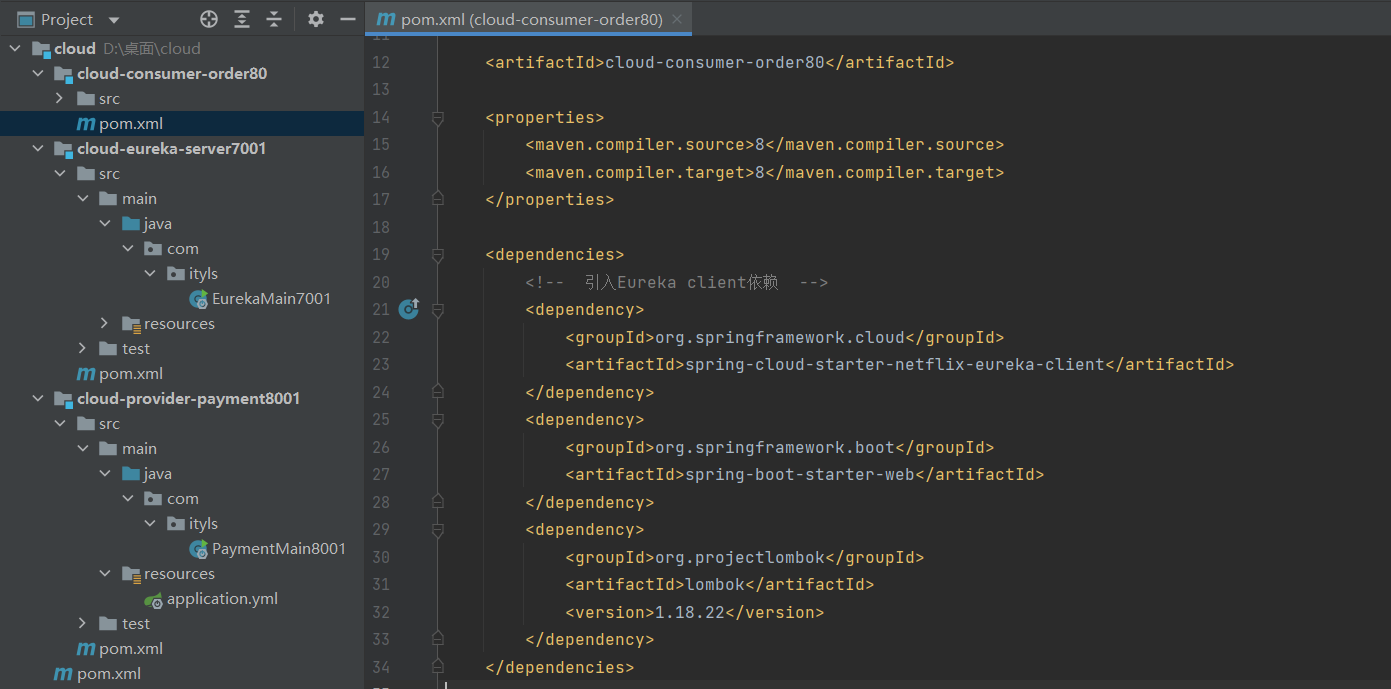 Project
cloud D:\桌面\cloud
cloud-consumer-order80
src
pom.xml
cloud-eureka-server7001
src
main
java
com
ityls
EurekaMain7001
resources
test
pom.xml
cloud-provider-payment8001
src
main
java
com
ityls
PaymentMain8001
resources
application.yml
test
pom.xml
pom.xml
pom.xml (cloud-consumer-order80)
11
12 <artifactId>cloud-consumer-order80</artifactId>
13
14 <properties>
15 <maven.compiler.source>8</maven.compiler.source>
16 <maven.compiler.target>8</maven.compiler.target>
17 </properties>
18
19 <dependencies>
20 <!-- 引入Eureka client依赖 -->
21 <dependency>
22 <groupId>org.springframework.cloud</groupId>
23 <artifactId>spring-cloud-starter-netflix-eureka-client</artifactId>
24 </dependency>
25 <dependency>
26 <groupId>org.springframework.boot</groupId>
27 <artifactId>spring-boot-starter-web</artifactId>
28 </dependency>
29 <dependency>
30 <groupId>org.projectlombok</groupId>
31 <artifactId>lombok</artifactId>
32 <version>1.18.22</version>
33 </dependency>
34 </dependencies>